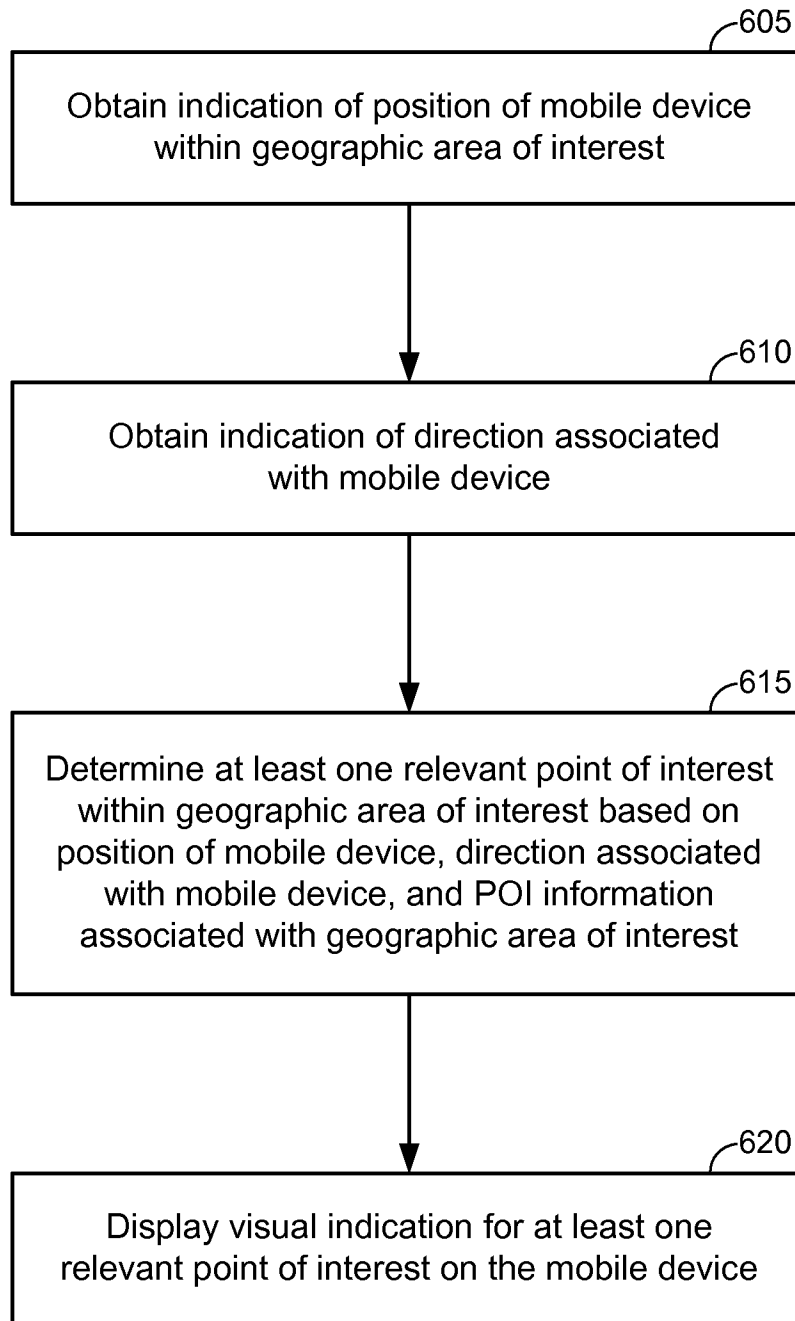 605
Obtain indication of position of mobile device
within geographic area of interest
610
Obtain indication of direction associated
with mobile device
615
Determine at least one relevant point of interest
within geographic area of interest based on
position of mobile device, direction associated
with mobile device, and POI information
associated with geographic area of interest
620
Display visual indication for at least one
relevant point of interest on the mobile device